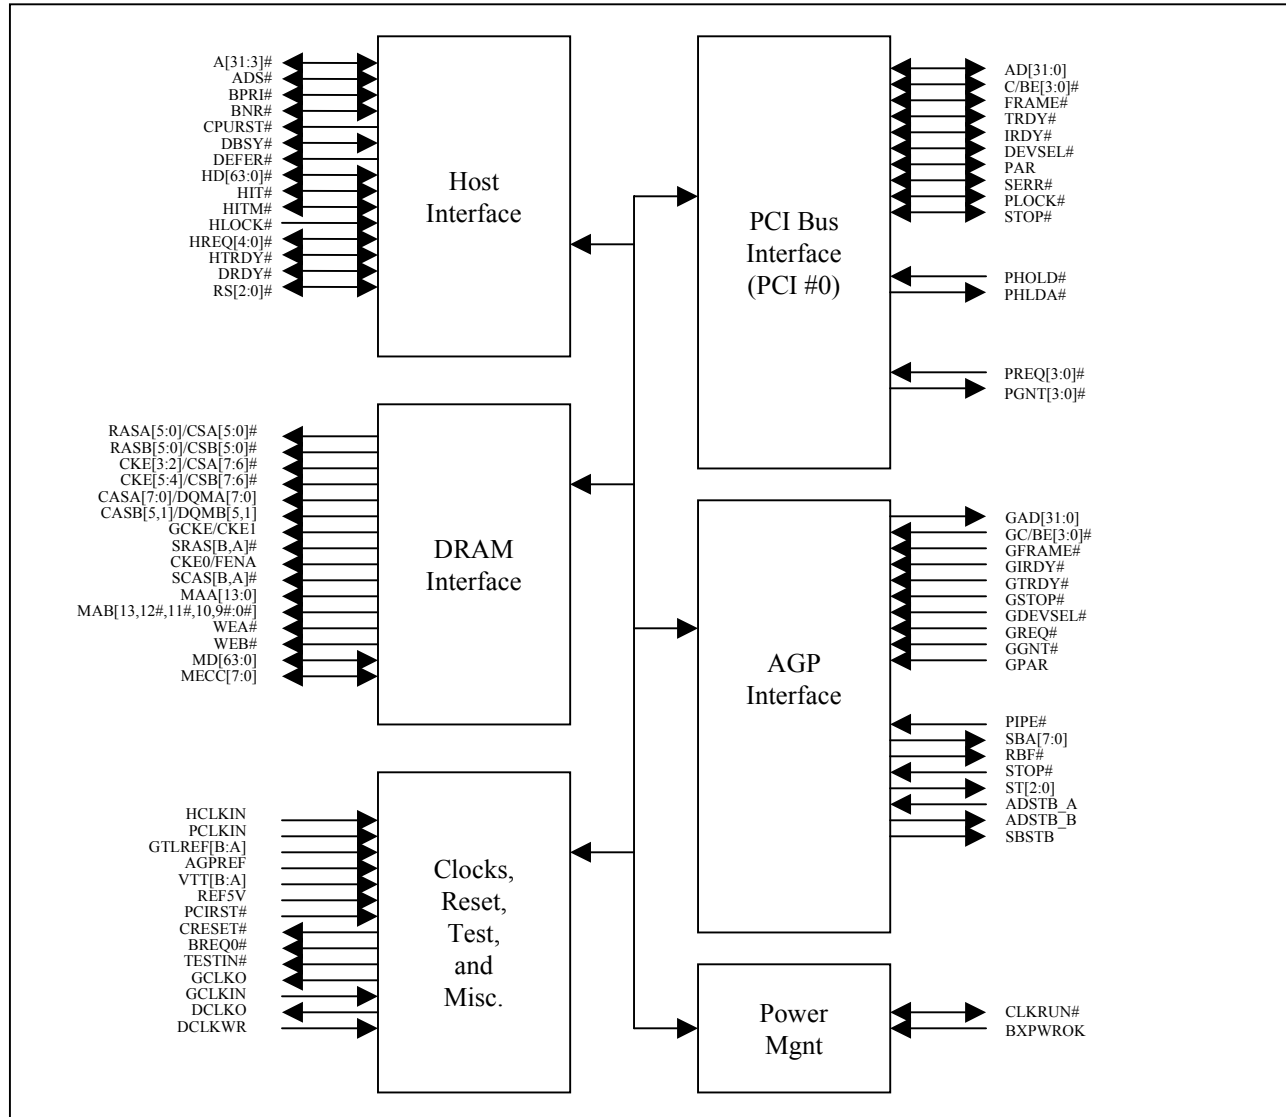 A[31:3]#
ADS#
BPRI#
BNR#
CPURST#
DBSY#
DEFER#
HD[63:0]#
HIT#
HITM#
HLOCK#
HREQ[4:0]#
HTRDY#
DRDY#
RS[2:0]#
Host
Interface
RASA[5:0]/CSA[5:0]#
RASB[5:0]/CSB[5:0]#
CKE[3:2]/CSA[7:6]#
CKE[5:4]/CSB[7:6]#
CASA[7:0]/DQMA[7:0]
CASB[5,1]/DQMB[5,1]
GCKE/CKE1
SRAS[B,A]#
CKE0/FENA
SCAS[B,A]#
MAA[13:0]
MAB[13,12#,11#,10,9#:0#]
WEA#
WEB#
MD[63:0]
MECC[7:0]
DRAM
Interface
HCLKIN
PCLKIN
GTLREF[B:A]
AGPREF
VTT[B:A]
REF5V
PCIRST#
CRESET#
BREQ0#
TESTIN#
GCLKO
GCLKIN
DCLKO
DCLKWR
Clocks,
Reset,
Test,
and
Misc.
PCI Bus
Interface
(PCI #0)
AD[31:0]
C/BE[3:0]#
FRAME#
TRDY#
IRDY#
DEVSEL#
PAR
SERR#
PLOCK#
STOP#
PHOLD#
PHLDA#
PREQ[3:0]#
PGNT[3:0]#
AGP
Interface
GAD[31:0]
GC/BE[3:0]#
GFRAME#
GIRDY#
GTRDY#
GSTOP#
GDEVSEL#
GREQ#
GGNT#
GPAR
PIPE#
SBA[7:0]
RBF#
STOP#
ST[2:0]
ADSTB_A
ADSTB_B
SBSTB
Power
Mgnt
CLKRUN#
BXPWROK